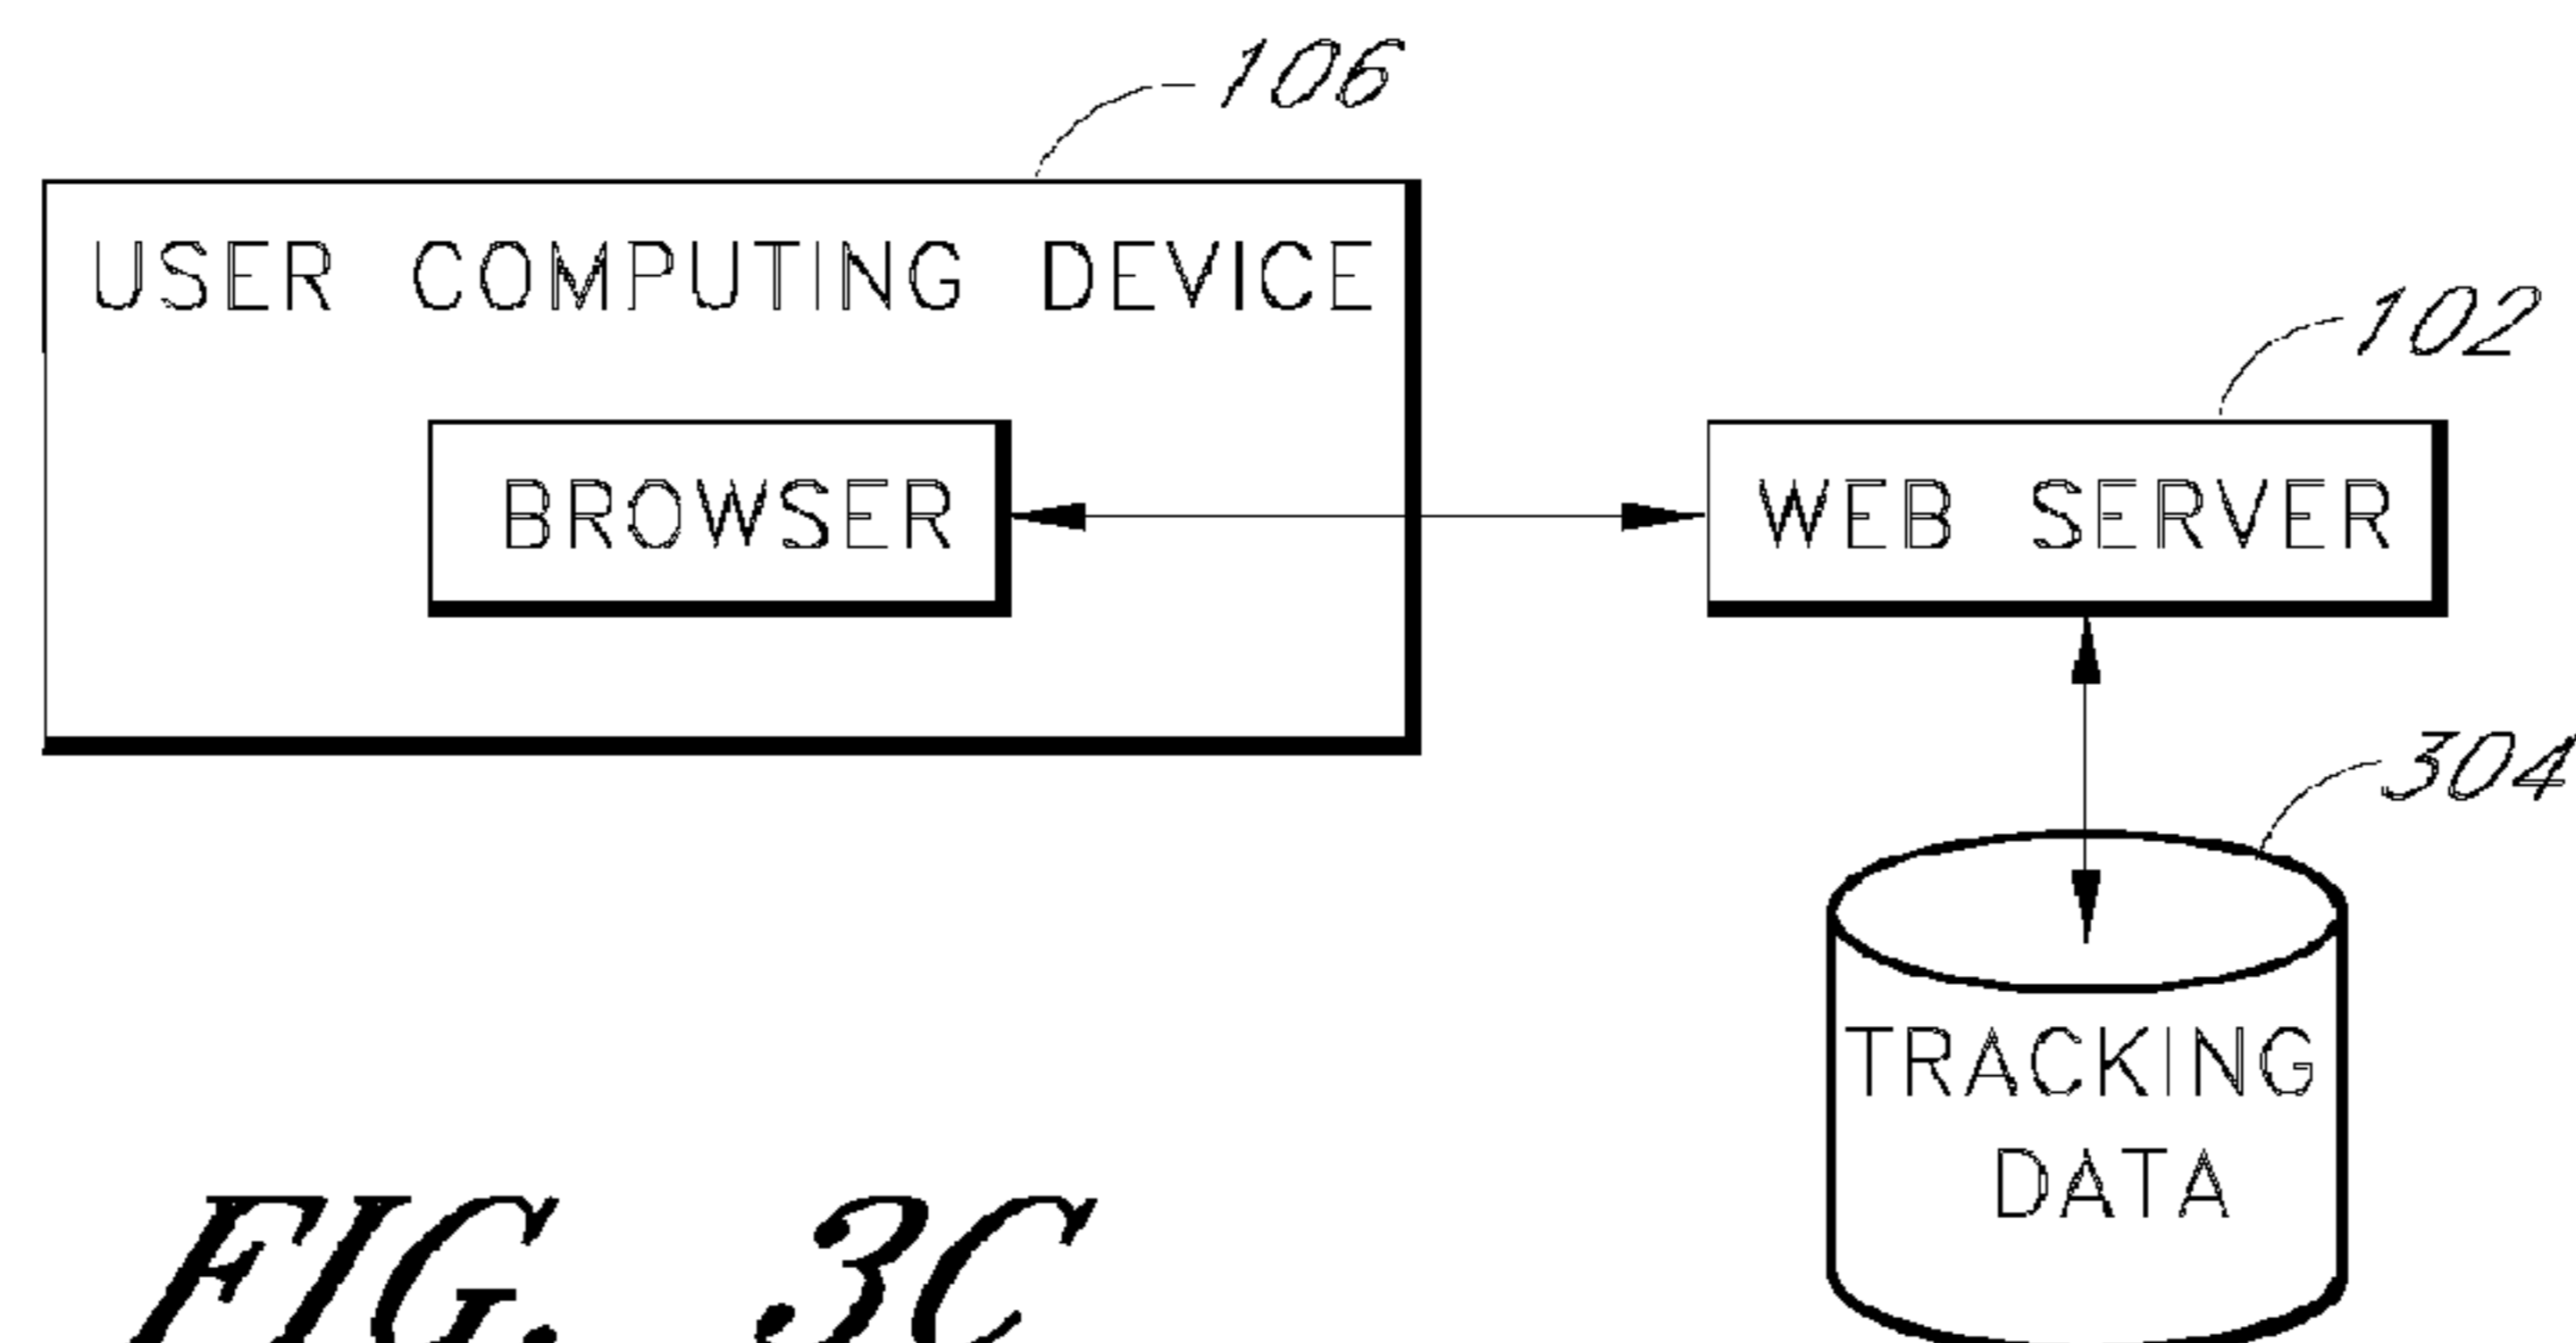 106
USER COMPUTING DEVICE
102
BROWSER
WEB SERVER
304
TRACKING
DATA
FIG. 3C